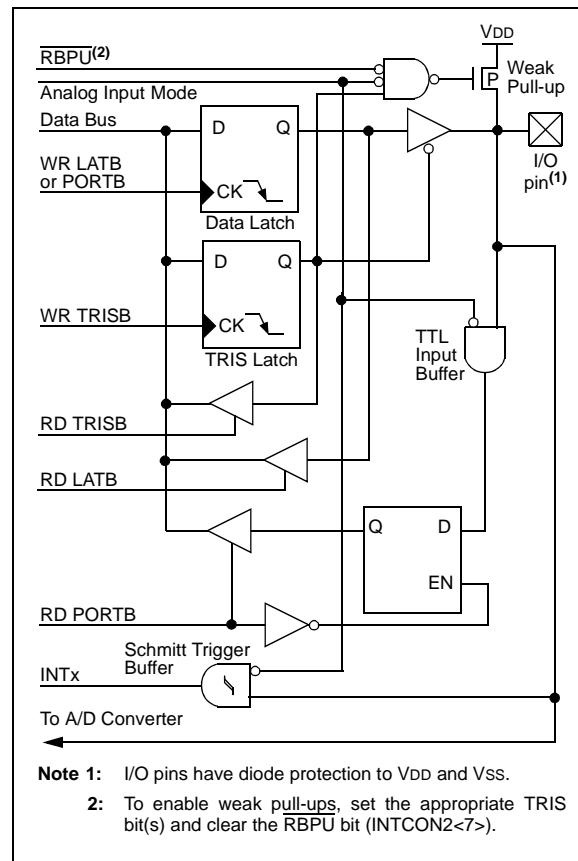 VDD
RBPU(2)
Weak
Pull-up
P
Analog Input Mode
Data Bus
D Q
I/O
pin(1)
WR LATB
or PORTB
CK
Data Latch
D Q
WR TRISB
CK
TRIS Latch
TTL
Input
Buffer
RD TRISB
RD LATB
Q D
EN
RD PORTB
Schmitt Trigger
Buffer
INTx
To A/D Converter
Note 1: I/O pins have diode protection to VDD and VSS.
2: To enable weak pull-ups, set the appropriate TRIS
bit(s) and clear the RBPU bit (INTCON2<7>).